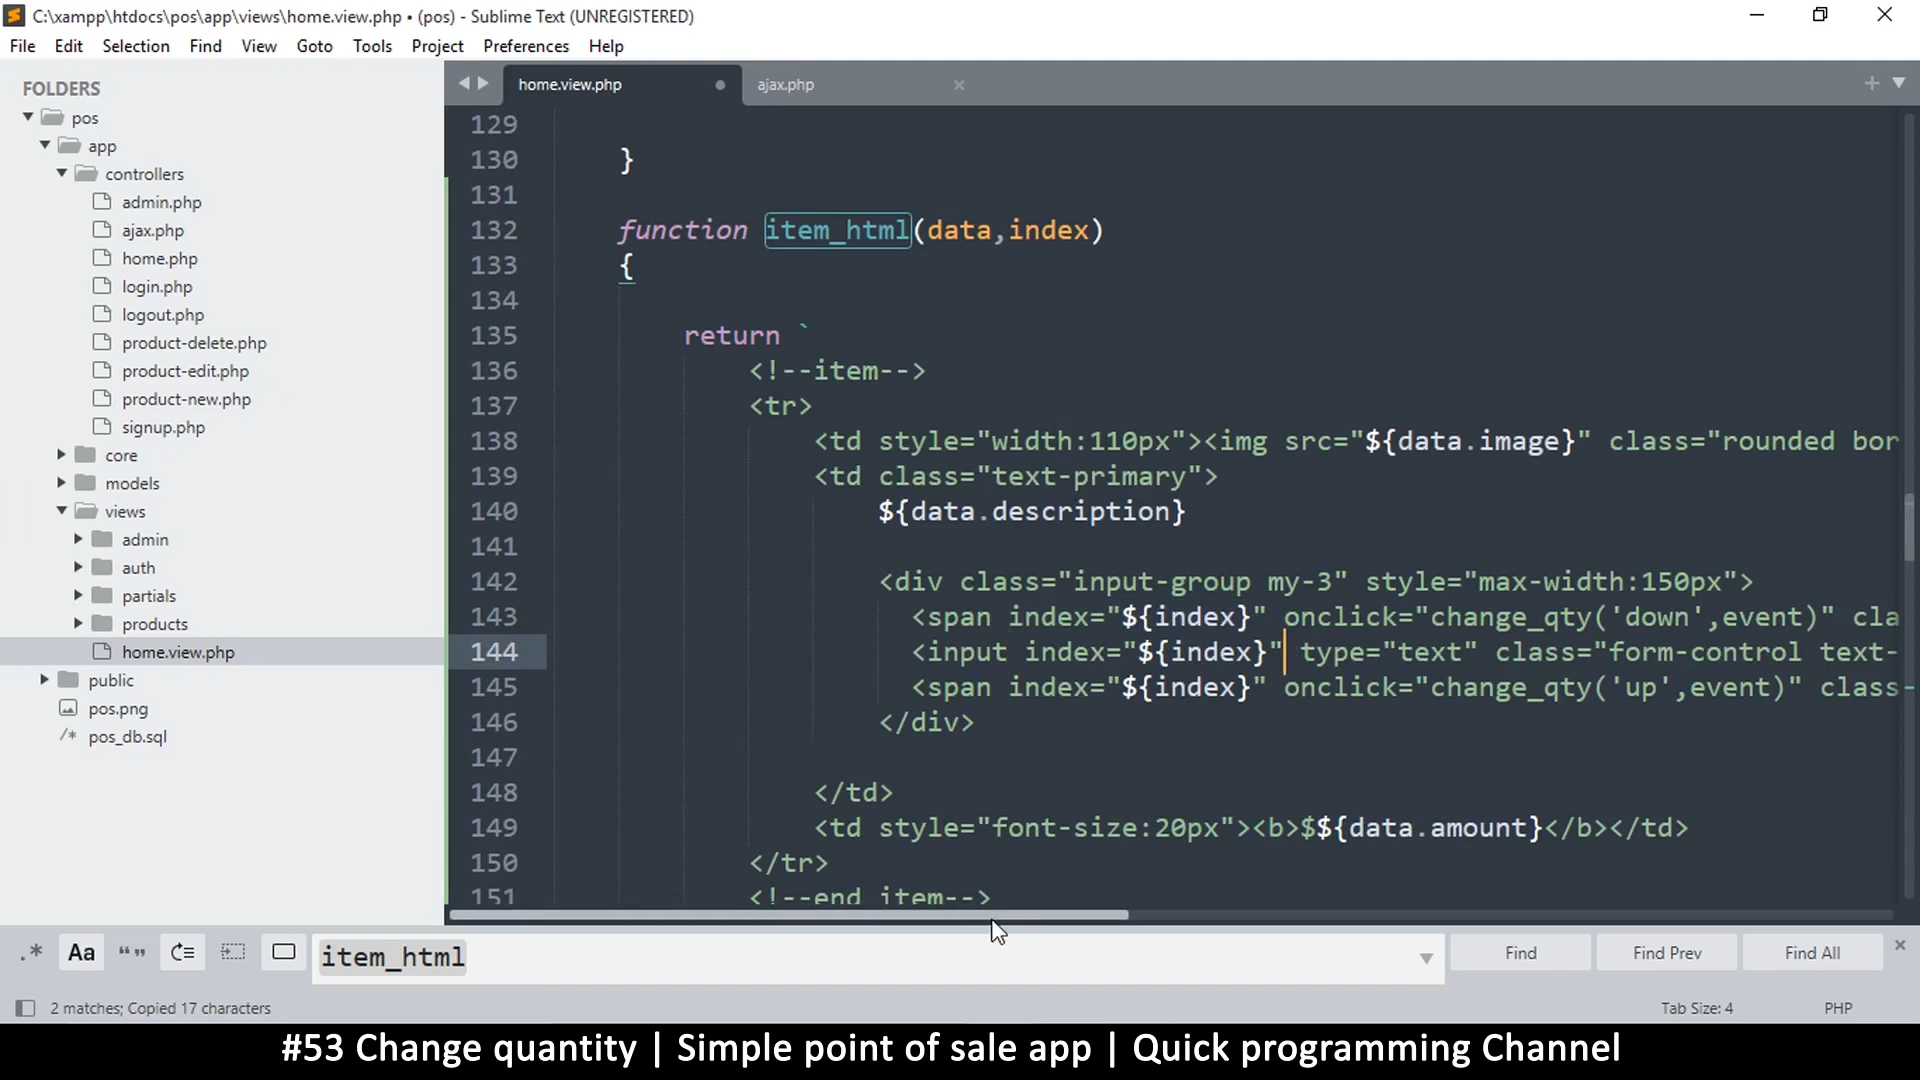 C:\xampp\htdocs\pos\app\views\home.view.php • (pos) - Sublime Text (UNREGISTERED)
File Edit Selection Find View Goto Tools Project Preferences Help
FOLDERS
pos
app
controllers
admin.php
ajax.php
home.php
login.php
logout.php
product-delete.php
product-edit.php
product-new.php
signup.php
core
models
views
admin
auth
partials
products
home.view.php
public
pos.png
/* pos_db.sql
home.view.php ajax.php
129
130 }
131
132 function item_html(data,index)
133 {
134
135 return `
136 <!--item-->
137 <tr>
138 <td style="width:110px"><img src="${data.image}" class="rounded bor
139 <td class="text-primary">
140 ${data.description}
141
142 <div class="input-group my-3" style="max-width:150px">
143 <span index="${index}" onclick="change_qty('down',event)" cla
144 <input index="${index}" type="text" class="form-control text-
145 <span index="${index}" onclick="change_qty('up',event)" class
146 </div>
147
148 </td>
149 <td style="font-size:20px"><b>$${data.amount}</b></td>
150 </tr>
151 <!--end item-->
.* Aa “” item_html Find Find Prev Find All
2 matches; Copied 17 characters Tab Size: 4 PHP
#53 Change quantity | Simple point of sale app | Quick programming Channel